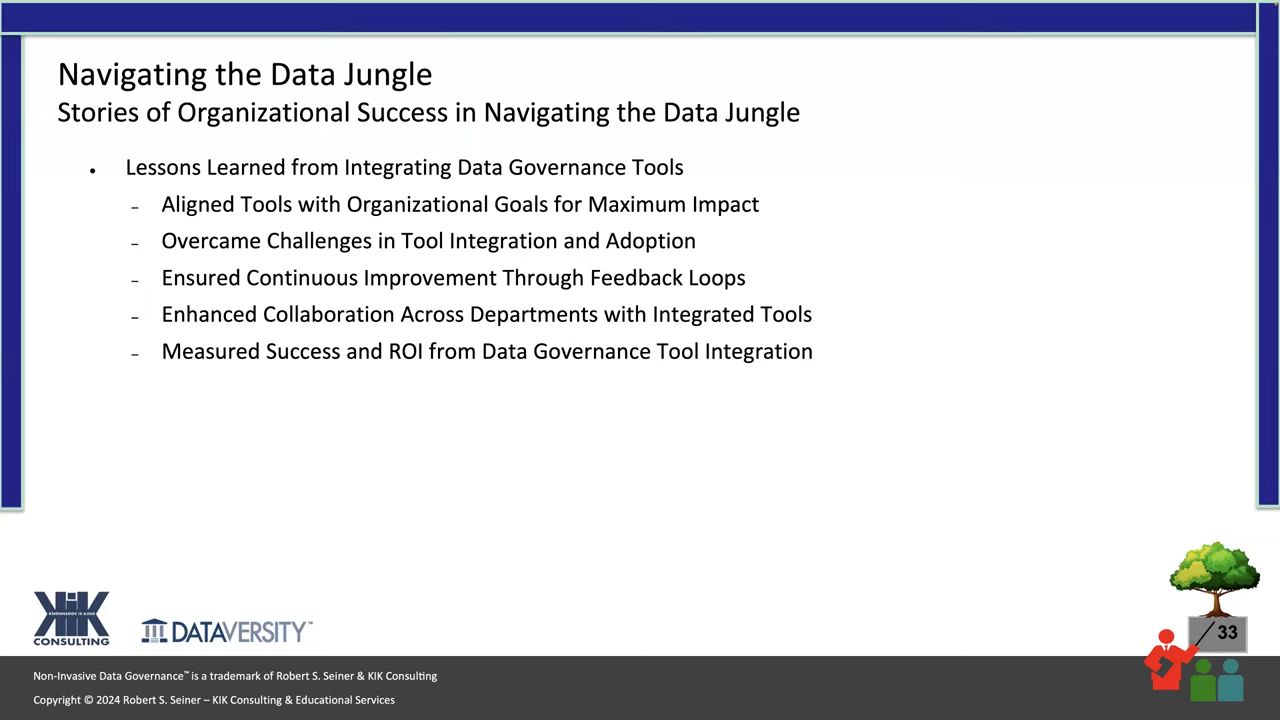 Navigating the Data Jungle
Stories of Organizational Success in Navigating the Data Jungle
• Lessons Learned from Integrating Data Governance Tools
– Aligned Tools with Organizational Goals for Maximum Impact
– Overcame Challenges in Tool Integration and Adoption
– Ensured Continuous Improvement Through Feedback Loops
– Enhanced Collaboration Across Departments with Integrated Tools
– Measured Success and ROI from Data Governance Tool Integration
KIK
KNOWLEDGE IS KING
CONSULTING
DATAVERSITY™
33
Non-Invasive Data Governance™ is a trademark of Robert S. Seiner & KIK Consulting
Copyright © 2024 Robert S. Seiner – KIK Consulting & Educational Services